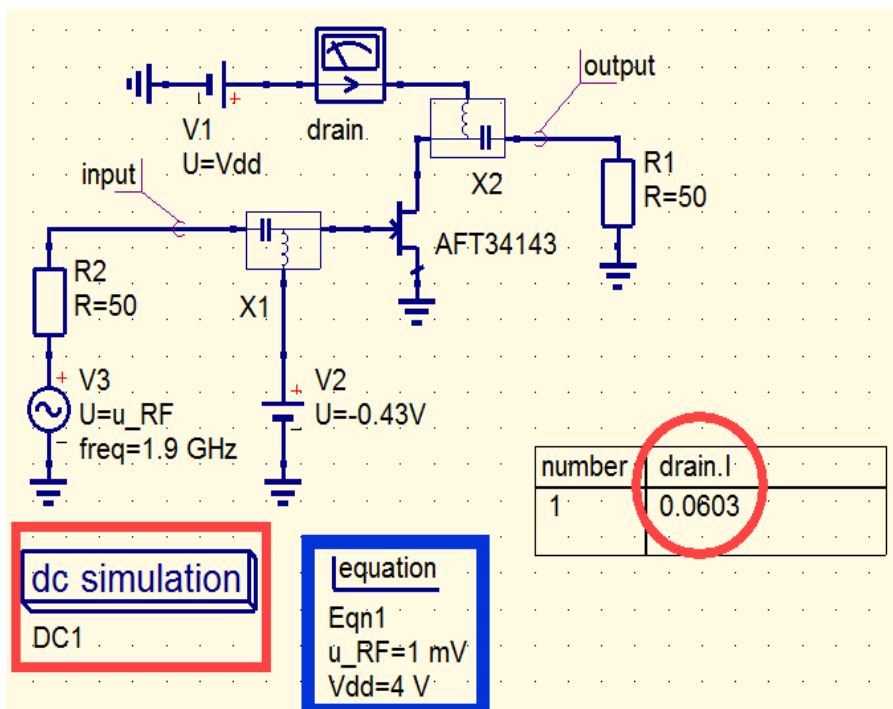 output
drain
V1
U=Vdd
input
X2
R1
R=50
AFT34143
R2
R=50
X1
V3
U=u_RF
freq=1.9 GHz
V2
U=-0.43V
number drain.I
1 0.0603
dc simulation
DC1
equation
Eqn1
u_RF=1 mV
Vdd=4 V